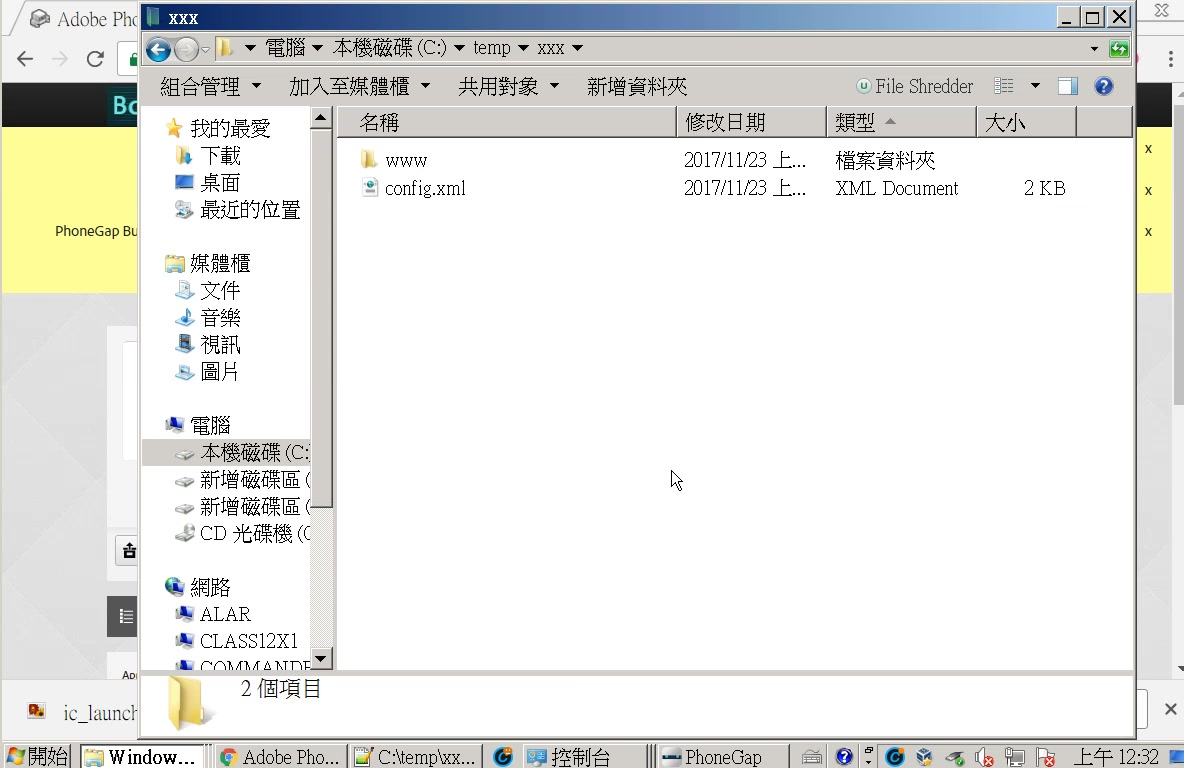 Adobe Pho
xxx
電腦 本機磁碟 (C:) temp xxx
組合管理 加入至媒體櫃 共用對象 新增資料夾 File Shredder
Bo
我的最愛
下載
桌面
最近的位置
媒體櫃
文件
音樂
視訊
圖片
電腦
本機磁碟 (C:
新增磁碟區 (
新增磁碟區 (
CD 光碟機 (
網路
ALAR
CLASS12X1
COMMANDE
名稱 修改日期 類型 大小
www 2017/11/23 上... 檔案資料夾
config.xml 2017/11/23 上... XML Document 2 KB
x
x
PhoneGap Bu x
Ap
2 個項目
ic_launch
開始 Window... Adobe Pho... C:\temp\xx... 控制台 PhoneGap 上午 12:32